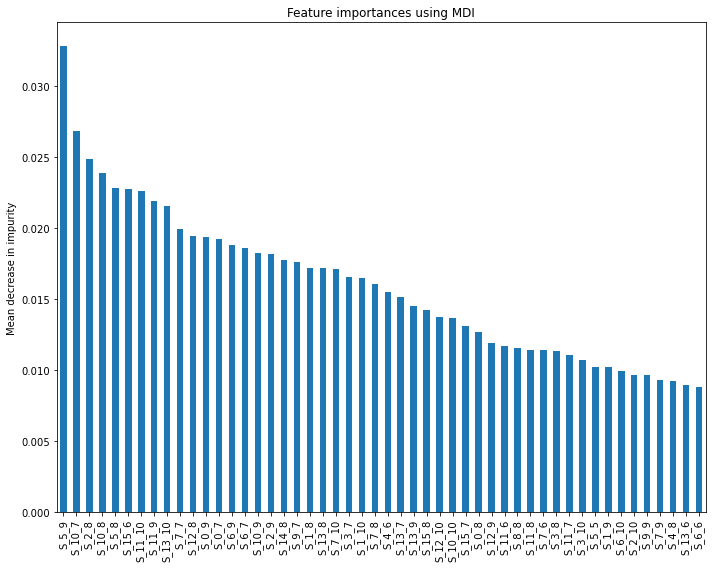 Feature importances using MDI
Mean decrease in impurity
0.030
0.025
0.020
0.015
0.010
0.005
0.000
S_5_9
S_10_7
S_2_8
S_10_8
S_5_8
S_15_6
S_11_10
S_11_9
S_13_10
S_7_7
S_12_8
S_0_9
S_0_7
S_6_9
S_6_7
S_10_9
S_2_9
S_14_8
S_9_7
S_1_8
S_13_8
S_7_10
S_3_7
S_1_10
S_7_8
S_4_6
S_13_7
S_13_9
S_15_8
S_12_10
S_10_10
S_15_7
S_0_8
S_12_9
S_11_6
S_8_8
S_11_8
S_7_6
S_3_8
S_11_7
S_3_10
S_5_5
S_1_9
S_6_10
S_2_10
S_9_9
S_7_9
S_4_8
S_13_6
S_6_6